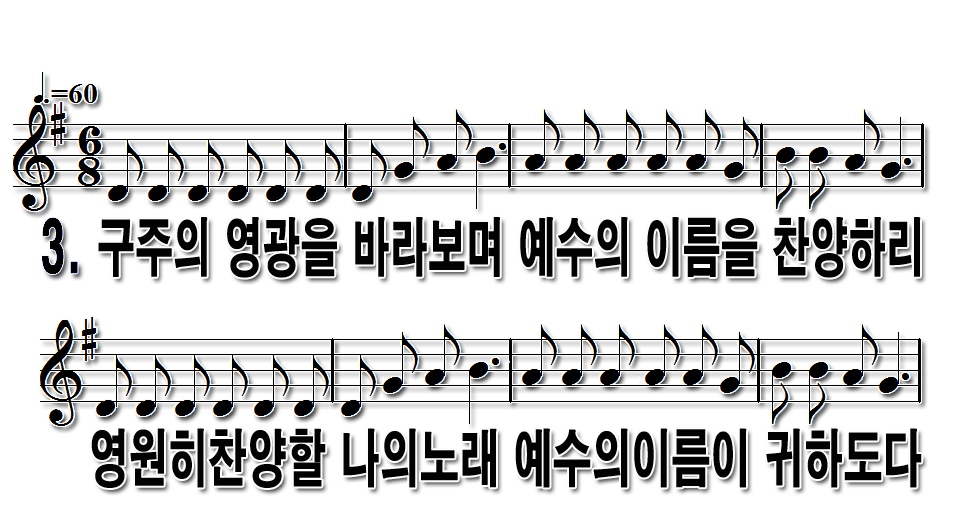 ♩.=60
6
8
3. 구주의 영광을 바라보며 예수의 이름을 찬양하리
영원히찬양할 나의노래 예수의이름이 귀하도다